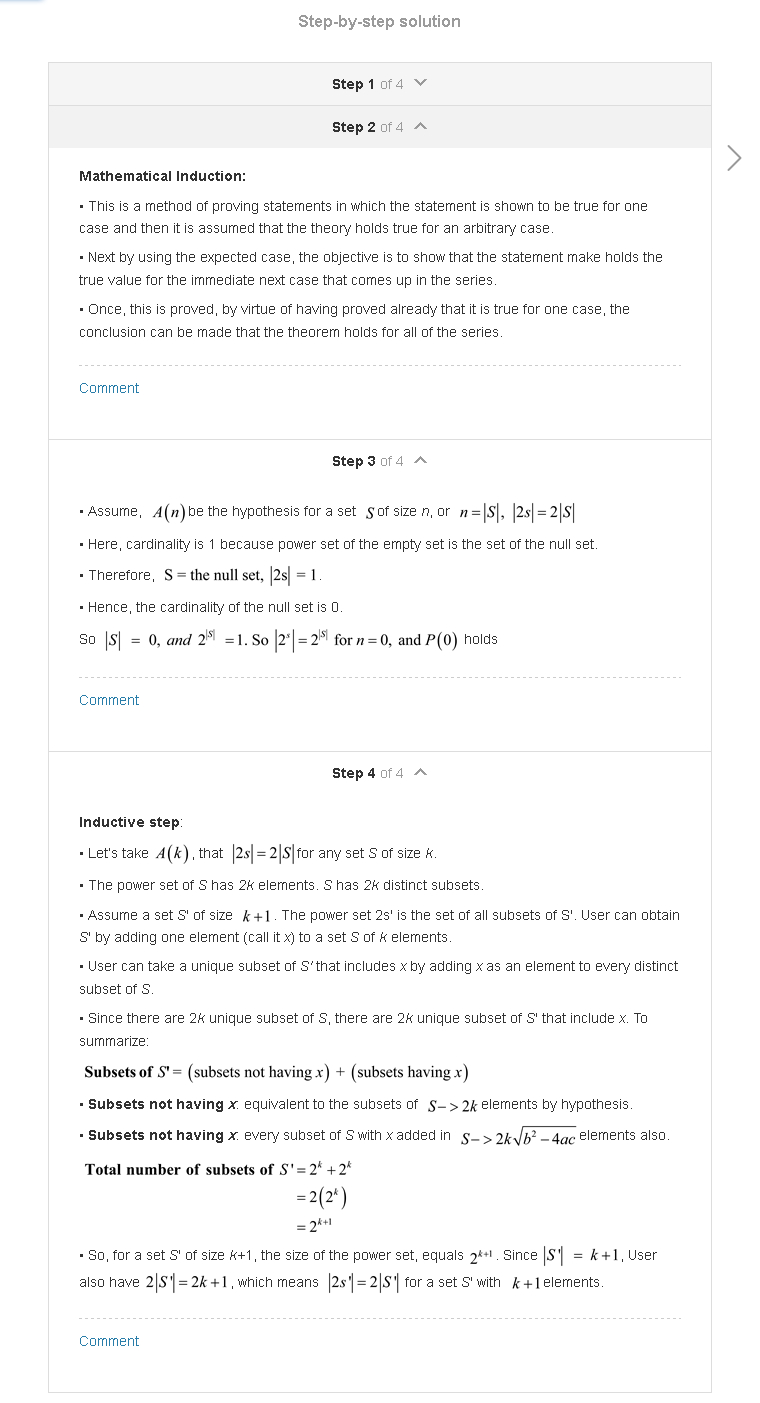 Step-by-step solution
Step 1 of 4
Step 2 of 4
Mathematical Induction:
• This is a method of proving statements in which the statement is shown to be true for one
case and then it is assumed that the theory holds true for an arbitrary case.
• Next by using the expected case, the objective is to show that the statement make holds the
true value for the immediate next case that comes up in the series.
• Once, this is proved, by virtue of having proved already that it is true for one case, the
conclusion can be made that the theorem holds for all of the series.
Comment
Step 3 of 4
• Assume, A(n) be the hypothesis for a set S of size n, or n=|S|, |2s|=2|S|
• Here, cardinality is 1 because power set of the empty set is the set of the null set.
• Therefore, S = the null set, |2s| = 1.
• Hence, the cardinality of the null set is 0.
So |S| = 0, and 2^|S| =1. So |2^s| = 2^|S| for n = 0, and P(0) holds
Comment
Step 4 of 4
Inductive step:
• Let's take A(k), that |2s|=2|S| for any set S of size k.
• The power set of S has 2k elements. S has 2k distinct subsets.
• Assume a set S' of size k+1. The power set 2s' is the set of all subsets of S'. User can obtain
S' by adding one element (call it x) to a set S of k elements.
• User can take a unique subset of S' that includes x by adding x as an element to every distinct
subset of S.
• Since there are 2k unique subset of S, there are 2k unique subset of S' that include x. To
summarize:
Subsets of S' = (subsets not having x) + (subsets having x)
• Subsets not having x: equivalent to the subsets of S-> 2k elements by hypothesis.
• Subsets not having x: every subset of S with x added in S-> 2k√(b² – 4ac) elements also.
Total number of subsets of S' = 2^k + 2^k
= 2(2^k)
= 2^(k+1)
• So, for a set S' of size k+1, the size of the power set, equals 2^(k+1). Since |S'| = k+1, User
also have 2|S'| = 2k+1, which means |2s'|=2|S'| for a set S' with k+1 elements.
Comment